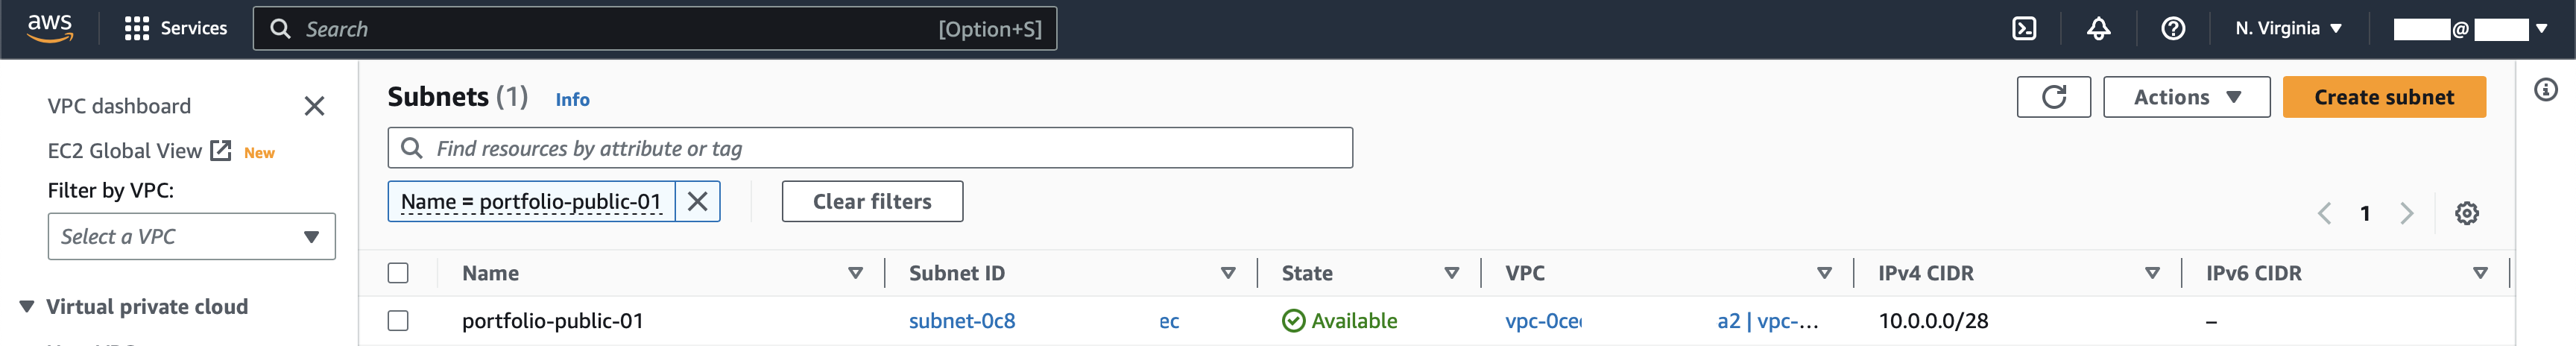 aws
Services
Search
[Option+S]
N. Virginia
@
VPC dashboard
EC2 Global View New
Filter by VPC:
Select a VPC
Virtual private cloud
Subnets (1) Info
Actions
Create subnet
Find resources by attribute or tag
Name = portfolio-public-01
Clear filters
1
Name Subnet ID State VPC IPv4 CIDR IPv6 CIDR
portfolio-public-01 subnet-0c8 ec Available vpc-0ce a2 | vpc-... 10.0.0.0/28 –